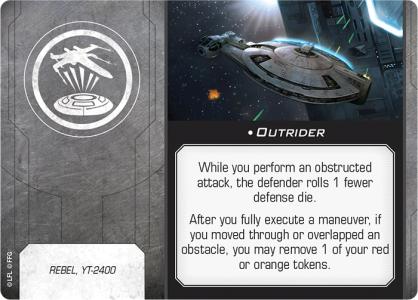 • OUTRIDER
While you perform an obstructed
attack, the defender rolls 1 fewer
defense die.
After you fully execute a maneuver, if
you moved through or overlapped an
obstacle, you may remove 1 of your red
or orange tokens.
REBEL, YT-2400
© LFL © FFG